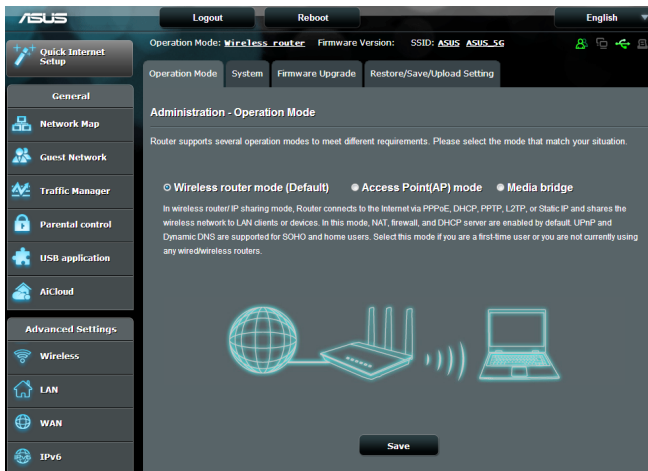 ASUS
Logout Reboot English
Operation Mode: Wireless router Firmware Version: SSID: ASUS ASUS_5G
Quick Internet
Setup
General
Network Map
Guest Network
Traffic Manager
Parental control
USB application
AiCloud
Advanced Settings
Wireless
LAN
WAN
IPv6
Operation Mode System Firmware Upgrade Restore/Save/Upload Setting
Administration - Operation Mode
Router supports several operation modes to meet different requirements. Please select the mode that match your situation.
Wireless router mode (Default) Access Point(AP) mode Media bridge
In wireless router/ IP sharing mode, Router connects to the Internet via PPPoE, DHCP, PPTP, L2TP, or Static IP and shares the
wireless network to LAN clients or devices. In this mode, NAT, firewall, and DHCP server are enabled by default. UPnP and
Dynamic DNS are supported for SOHO and home users. Select this mode if you are a first-time user or you are not currently using
any wired/wireless routers.
Save